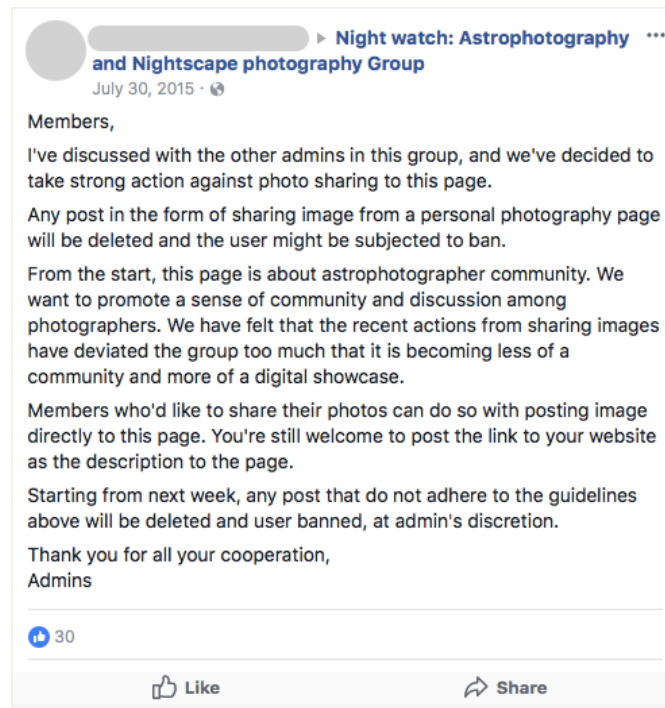 Night watch: Astrophotography
and Nightscape photography Group
July 30, 2015 ·
Members,
I've discussed with the other admins in this group, and we've decided to
take strong action against photo sharing to this page.
Any post in the form of sharing image from a personal photography page
will be deleted and the user might be subjected to ban.
From the start, this page is about astrophotographer community. We
want to promote a sense of community and discussion among
photographers. We have felt that the recent actions from sharing images
have deviated the group too much that it is becoming less of a
community and more of a digital showcase.
Members who'd like to share their photos can do so with posting image
directly to this page. You're still welcome to post the link to your website
as the description to the page.
Starting from next week, any post that do not adhere to the guidelines
above will be deleted and user banned, at admin's discretion.
Thank you for all your cooperation,
Admins
30
Like Share